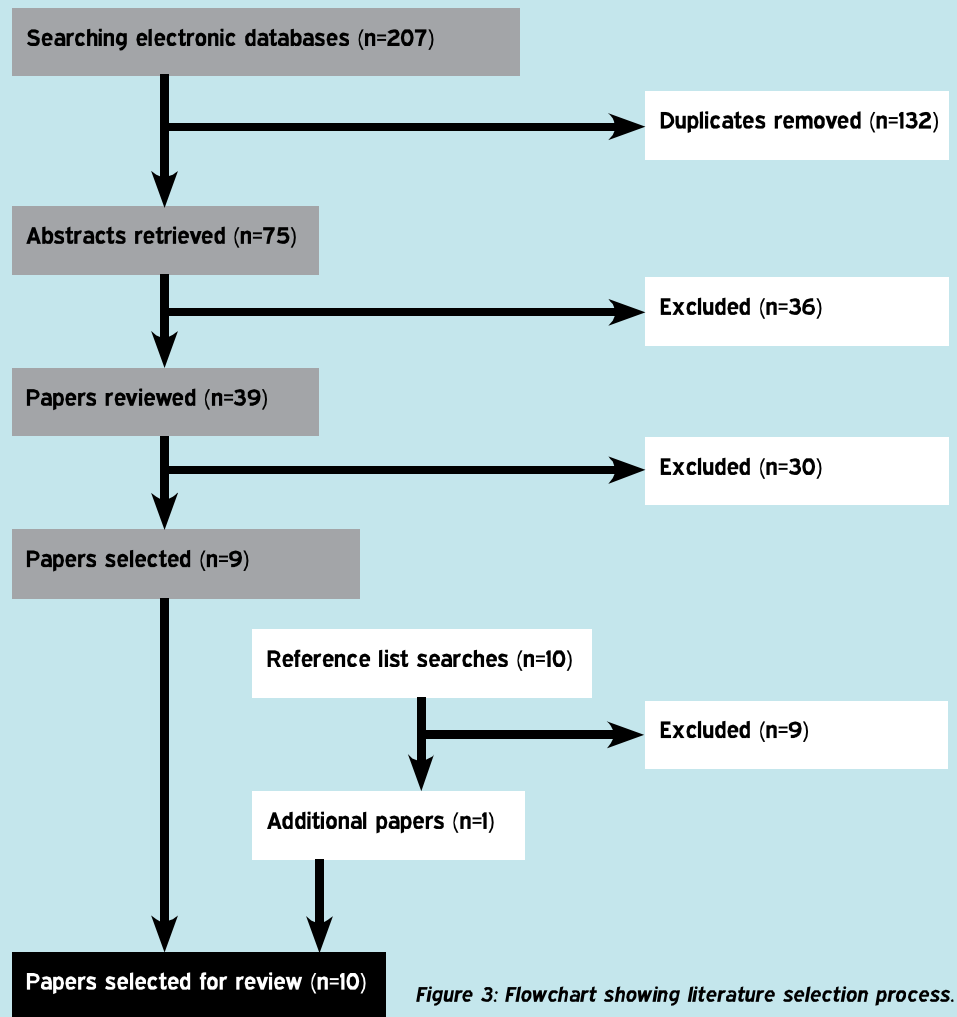 Searching electronic databases (n=207)
Duplicates removed (n=132)
Abstracts retrieved (n=75)
Excluded (n=36)
Papers reviewed (n=39)
Excluded (n=30)
Papers selected (n=9)
Reference list searches (n=10)
Excluded (n=9)
Additional papers (n=1)
Papers selected for review (n=10)
Figure 3: Flowchart showing literature selection process.